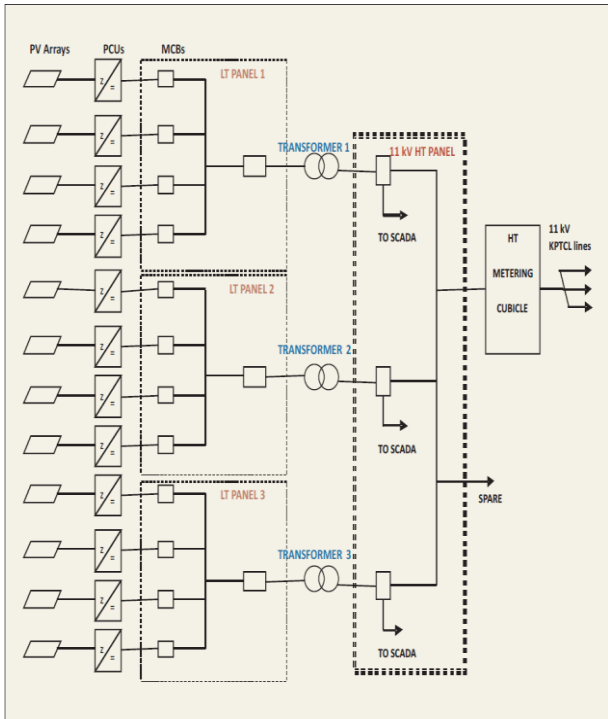 PV Arrays PCUs MCBs
LT PANEL 1
TRANSFORMER 1
11 kV HT PANEL
TO SCADA
11 kV
KPTCL lines
HT
METERING
CUBICLE
LT PANEL 2
TRANSFORMER 2
TO SCADA
SPARE
LT PANEL 3
TRANSFORMER 3
TO SCADA
z
=
z
=
z
=
z
=
z
=
z
=
z
=
z
=
z
=
z
=
z
=
z
=